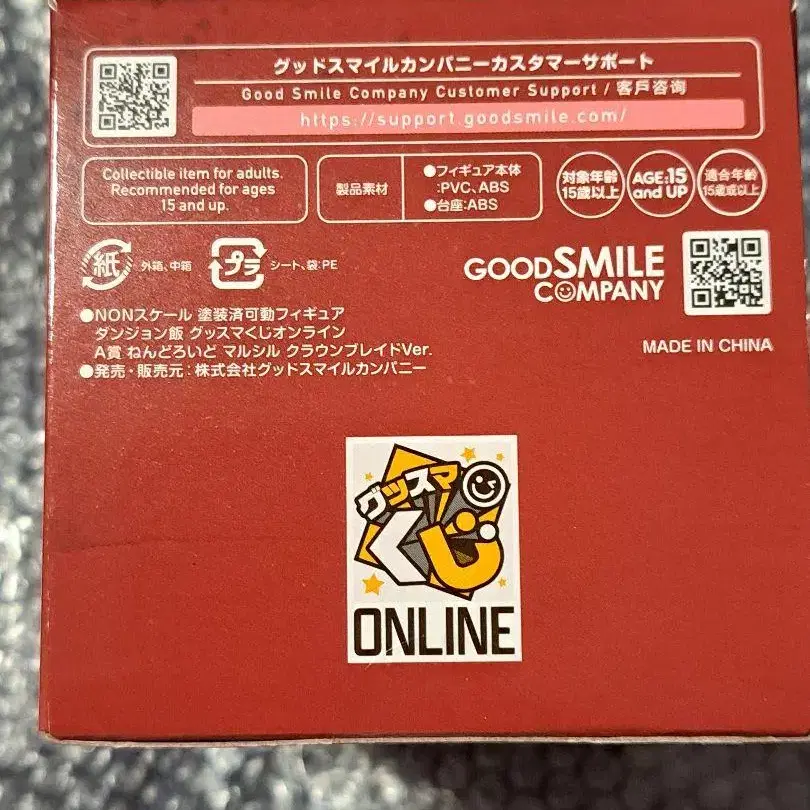 グッドスマイルカンパニーカスタマーサポート
Good Smile Company Customer Support / 客戶咨询
https://support.goodsmile.com/
Collectible item for adults.
Recommended for ages
15 and up.
製品素材
●フィギュア本体
:PVC、ABS
●台座:ABS
対象年齢
15歳以上
AGE:15
and UP
適合年齡
15歲或以上
紙
外箱、中箱
プラ
シート、袋:PE
GOODSMILE
COMPANY
●NONスケール 塗装済可動フィギュア
ダンジョン飯 グッスマくじオンライン
A賞 ねんどろいど マルシル クラウンブレイドVer.
●発売・販売元:株式会社グッドスマイルカンパニー
MADE IN CHINA
グッスマ
くじ
ONLINE